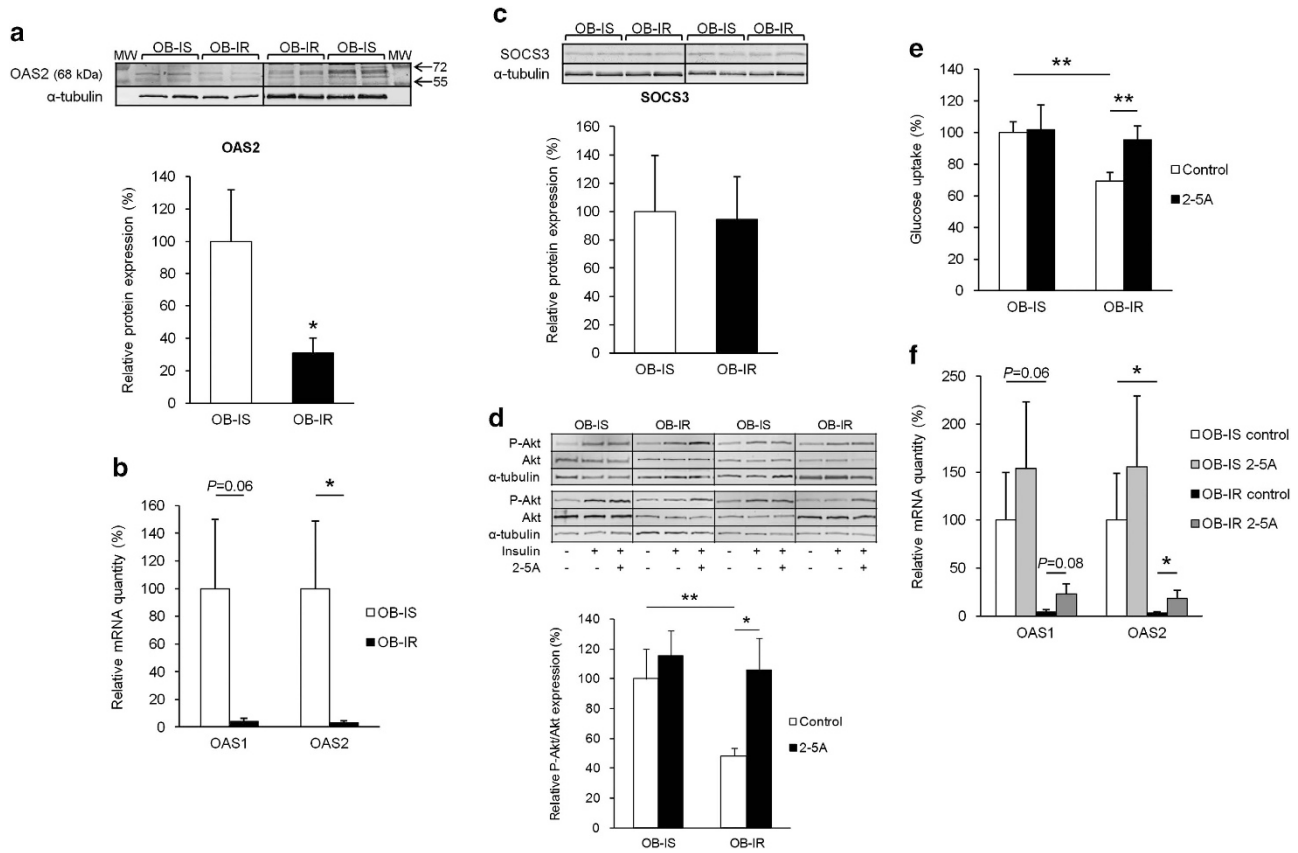 a
MW OB-IS OB-IR OB-IR OB-IS MW
OAS2 (68 kDa) 72
55
α-tubulin
OAS2
Relative protein expression (%)
140
120
100
80
60
40
20
0
*
OB-IS OB-IR
b
Relative mRNA quantity (%)
160
140
120
100
80
60
40
20
0
P=0.06 *
OAS1 OAS2
OB-IS
OB-IR
c
OB-IS OB-IR OB-IS OB-IR
SOCS3
α-tubulin
SOCS3
Relative protein expression (%)
160
140
120
100
80
60
40
20
0
OB-IS OB-IR
d
OB-IS OB-IR OB-IS OB-IR
P-Akt
Akt
α-tubulin
P-Akt
Akt
α-tubulin
Insulin - + + - + + - + + - + +
2-5A - - + - - + - - + - - +
Relative P-Akt/Akt expression (%)
140
120
100
80
60
40
20
0
**
*
OB-IS OB-IR
Control
2-5A
e
Glucose uptake (%)
140
120
100
80
60
40
20
0
**
**
OB-IS OB-IR
Control
2-5A
f
Relative mRNA quantity (%)
250
200
150
100
50
0
P=0.06 *
P=0.08 *
OAS1 OAS2
OB-IS control
OB-IS 2-5A
OB-IR control
OB-IR 2-5A